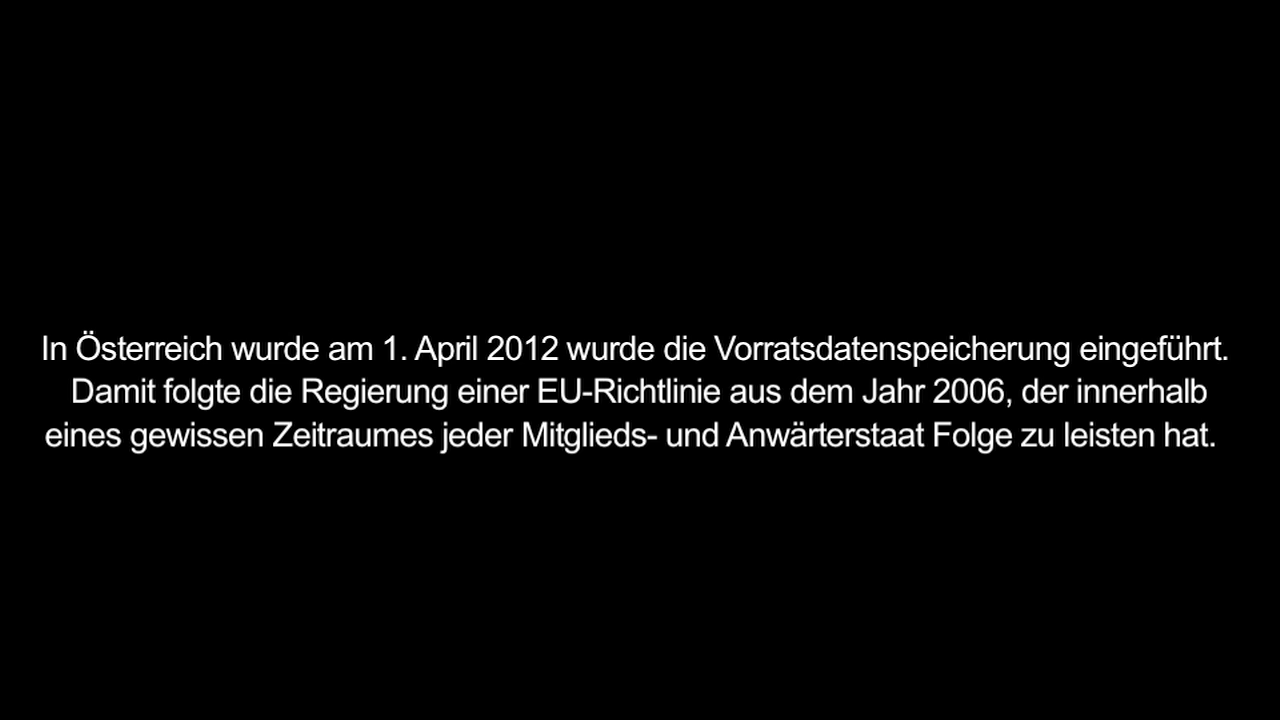 In Österreich wurde am 1. April 2012 wurde die Vorratsdatenspeicherung eingeführt.
Damit folgte die Regierung einer EU-Richtlinie aus dem Jahr 2006, der innerhalb
eines gewissen Zeitraumes jeder Mitglieds- und Anwärterstaat Folge zu leisten hat.